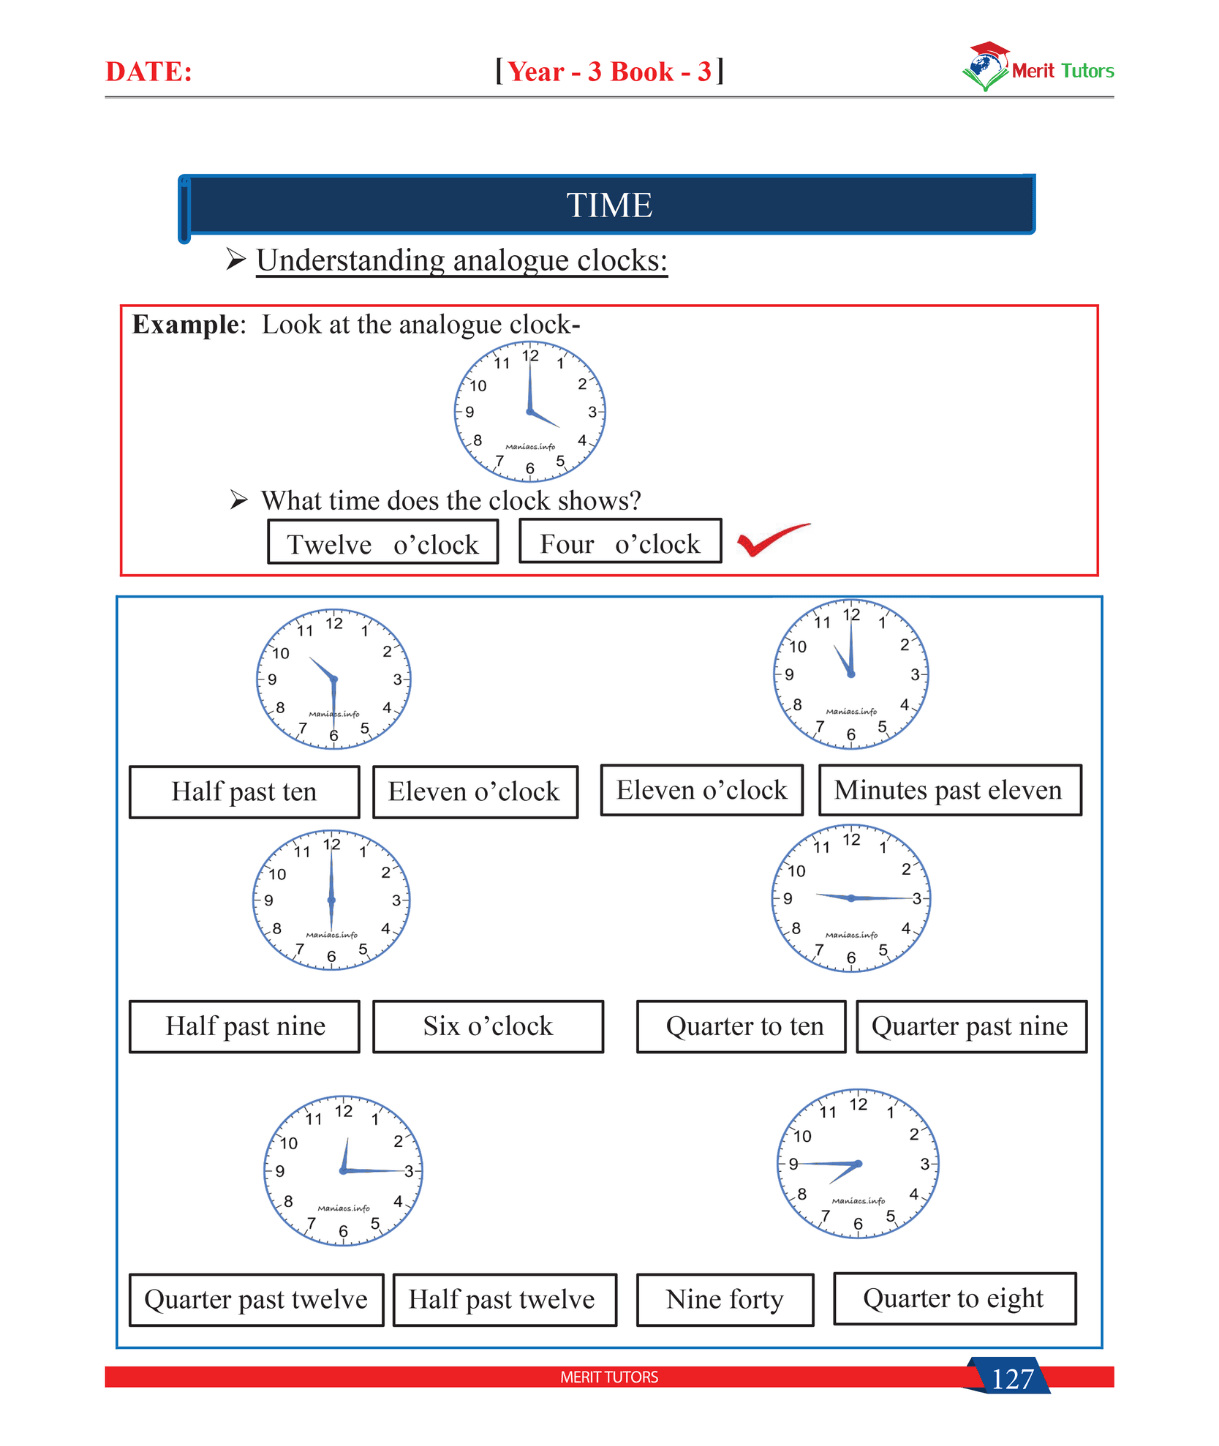 DATE:
[Year - 3 Book - 3]
Merit Tutors
TIME
➢ Understanding analogue clocks:
Example: Look at the analogue clock-
12 1 2 3 4 5 6 7 8 9 10 11
Maniacs.info
➢ What time does the clock shows?
Twelve o’clock
Four o’clock
12 1 2 3 4 5 6 7 8 9 10 11
Maniacs.info
12 1 2 3 4 5 6 7 8 9 10 11
Maniacs.info
Half past ten
Eleven o’clock
Eleven o’clock
Minutes past eleven
12 1 2 3 4 5 6 7 8 9 10 11
Maniacs.info
12 1 2 3 4 5 6 7 8 9 10 11
Maniacs.info
Half past nine
Six o’clock
Quarter to ten
Quarter past nine
12 1 2 3 4 5 6 7 8 9 10 11
Maniacs.info
12 1 2 3 4 5 6 7 8 9 10 11
Maniacs.info
Quarter past twelve
Half past twelve
Nine forty
Quarter to eight
MERIT TUTORS
127